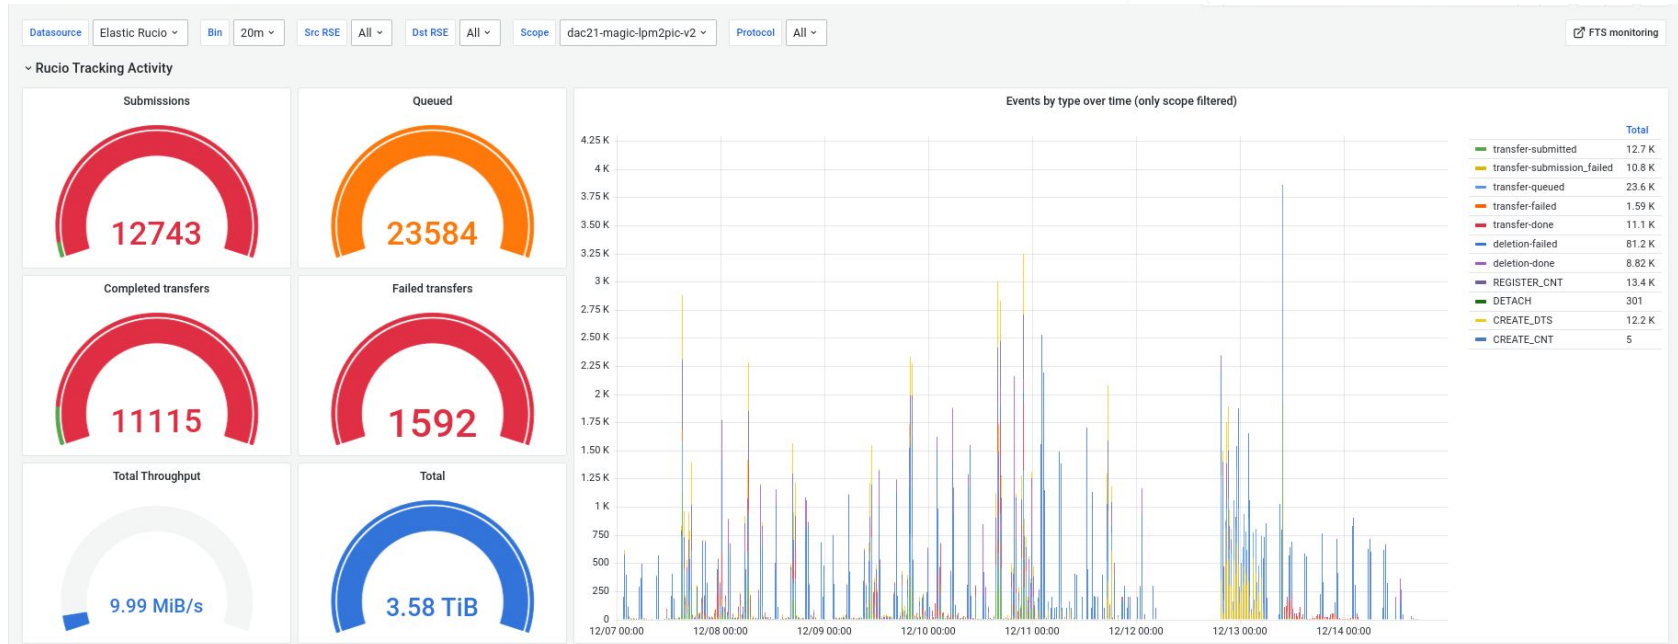 Datasource Elastic Rucio Bin 20m Src RSE All Dst RSE All Scope dac21-magic-lpm2pic-v2 Protocol All FTS monitoring
Rucio Tracking Activity
Submissions
12743
Queued
23584
Completed transfers
11115
Failed transfers
1592
Total Throughput
9.99 MiB/s
Total
3.58 TiB
Events by type over time (only scope filtered)
4.25 K
4 K
3.75 K
3.50 K
3.25 K
3 K
2.75 K
2.50 K
2.25 K
2 K
1.75 K
1.50 K
1.25 K
1 K
750
500
250
0
12/07 00:00 12/08 00:00 12/09 00:00 12/10 00:00 12/11 00:00 12/12 00:00 12/13 00:00 12/14 00:00
Total
transfer-submitted 12.7 K
transfer-submission_failed 10.8 K
transfer-queued 23.6 K
transfer-failed 1.59 K
transfer-done 11.1 K
deletion-failed 81.2 K
deletion-done 8.82 K
REGISTER_CNT 13.4 K
DETACH 301
CREATE_DTS 12.2 K
CREATE_CNT 5